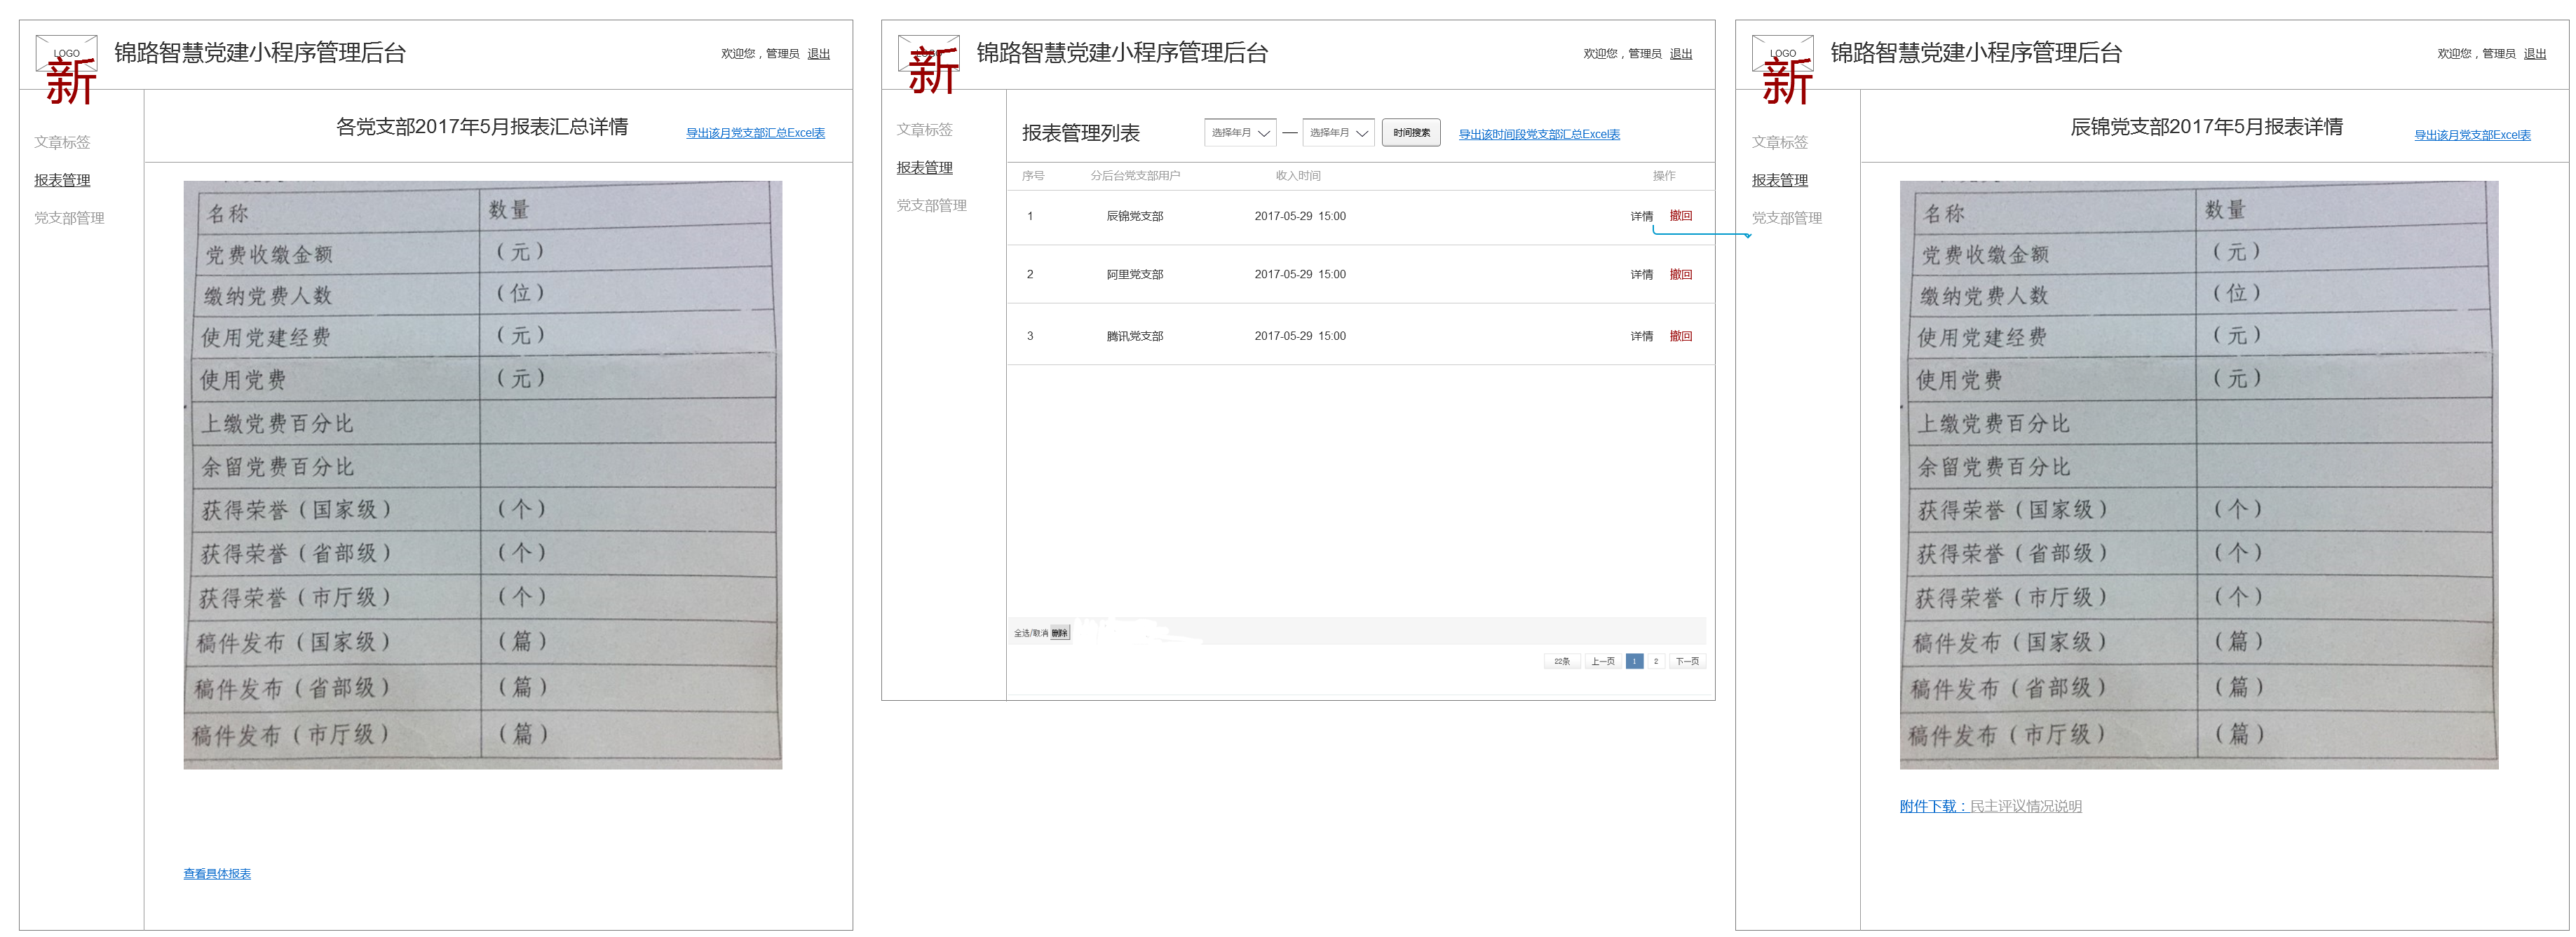 LOGO
新
锦路智慧党建小程序管理后台
欢迎您，管理员 退出
文章标签
报表管理
党支部管理
各党支部2017年5月报表汇总详情
导出该月党支部汇总Excel表
名称 数量
党费收缴金额 （元）
缴纳党费人数 （位）
使用党建经费 （元）
使用党费 （元）
上缴党费百分比
余留党费百分比
获得荣誉（国家级） （个）
获得荣誉（省部级） （个）
获得荣誉（市厅级） （个）
稿件发布（国家级） （篇）
稿件发布（省部级） （篇）
稿件发布（市厅级） （篇）
查看具体报表
LOGO
新
锦路智慧党建小程序管理后台
欢迎您，管理员 退出
文章标签
报表管理
党支部管理
报表管理列表 选择年月 — 选择年月 时间搜索 导出该时间段党支部汇总Excel表
序号 分后台党支部用户 收入时间 操作
1 辰锦党支部 2017-05-29 15:00 详情 撤回
2 阿里党支部 2017-05-29 15:00 详情 撤回
3 腾讯党支部 2017-05-29 15:00 详情 撤回
全选/取消 删除
22条 上一页 1 2 下一页
LOGO
新
锦路智慧党建小程序管理后台
欢迎您，管理员 退出
文章标签
报表管理
党支部管理
辰锦党支部2017年5月报表详情
导出该月党支部Excel表
名称 数量
党费收缴金额 （元）
缴纳党费人数 （位）
使用党建经费 （元）
使用党费 （元）
上缴党费百分比
余留党费百分比
获得荣誉（国家级） （个）
获得荣誉（省部级） （个）
获得荣誉（市厅级） （个）
稿件发布（国家级） （篇）
稿件发布（省部级） （篇）
稿件发布（市厅级） （篇）
附件下载：民主评议情况说明